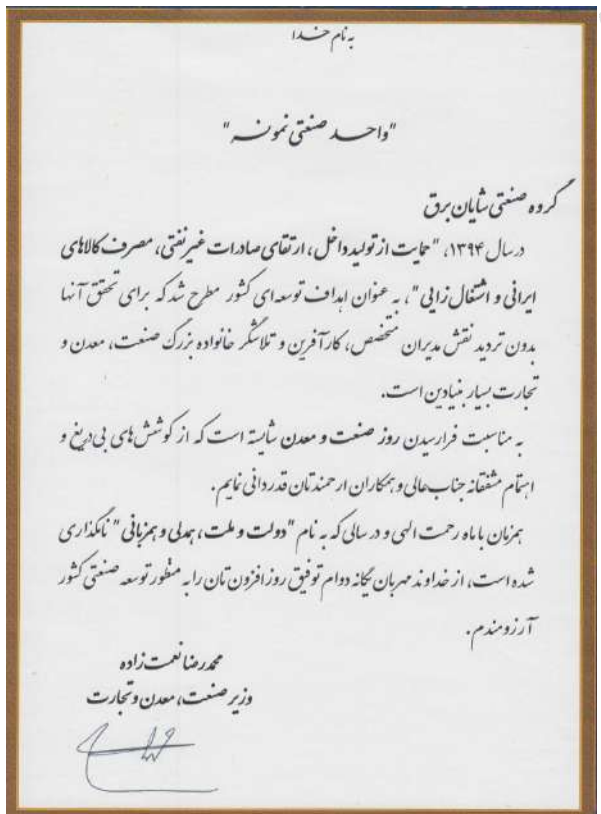 به نام خدا
"واحد صنعتی نمونه"
گروه صنعتی شایان برق
در سال ۱۳۹۴، "حمایت از تولید داخل، ارتقای صادرات غیرنفتی، مصرف کالاهای
ایرانی و اشتغال زایی"، به عنوان اهداف توسعه ای کشور مطرح شد که برای تحقق آنها
بدون تردید نقش مدیران متخصص، کارآفرین و تلاشگر خانواده بزرگ صنعت، معدن و
تجارت بسیار بنیادین است.
به مناسبت فرارسیدن روز صنعت و معدن شایسته است که از کوشش های بی دریغ و
اهتمام مشفقانه جناب عالی و همکاران ارجمندتان قدردانی نمایم.
همزمان با ماه رحمت الهی و در سالی که به نام "دولت و ملت، همدلی و همزبانی" نامگذاری
شده است، از خداوند مهربان یگانه دوام توفیق روزافزون تان را به منظور توسعه صنعتی کشور
آرزومندم.
محمدرضا نعمت زاده
وزیر صنعت، معدن و تجارت